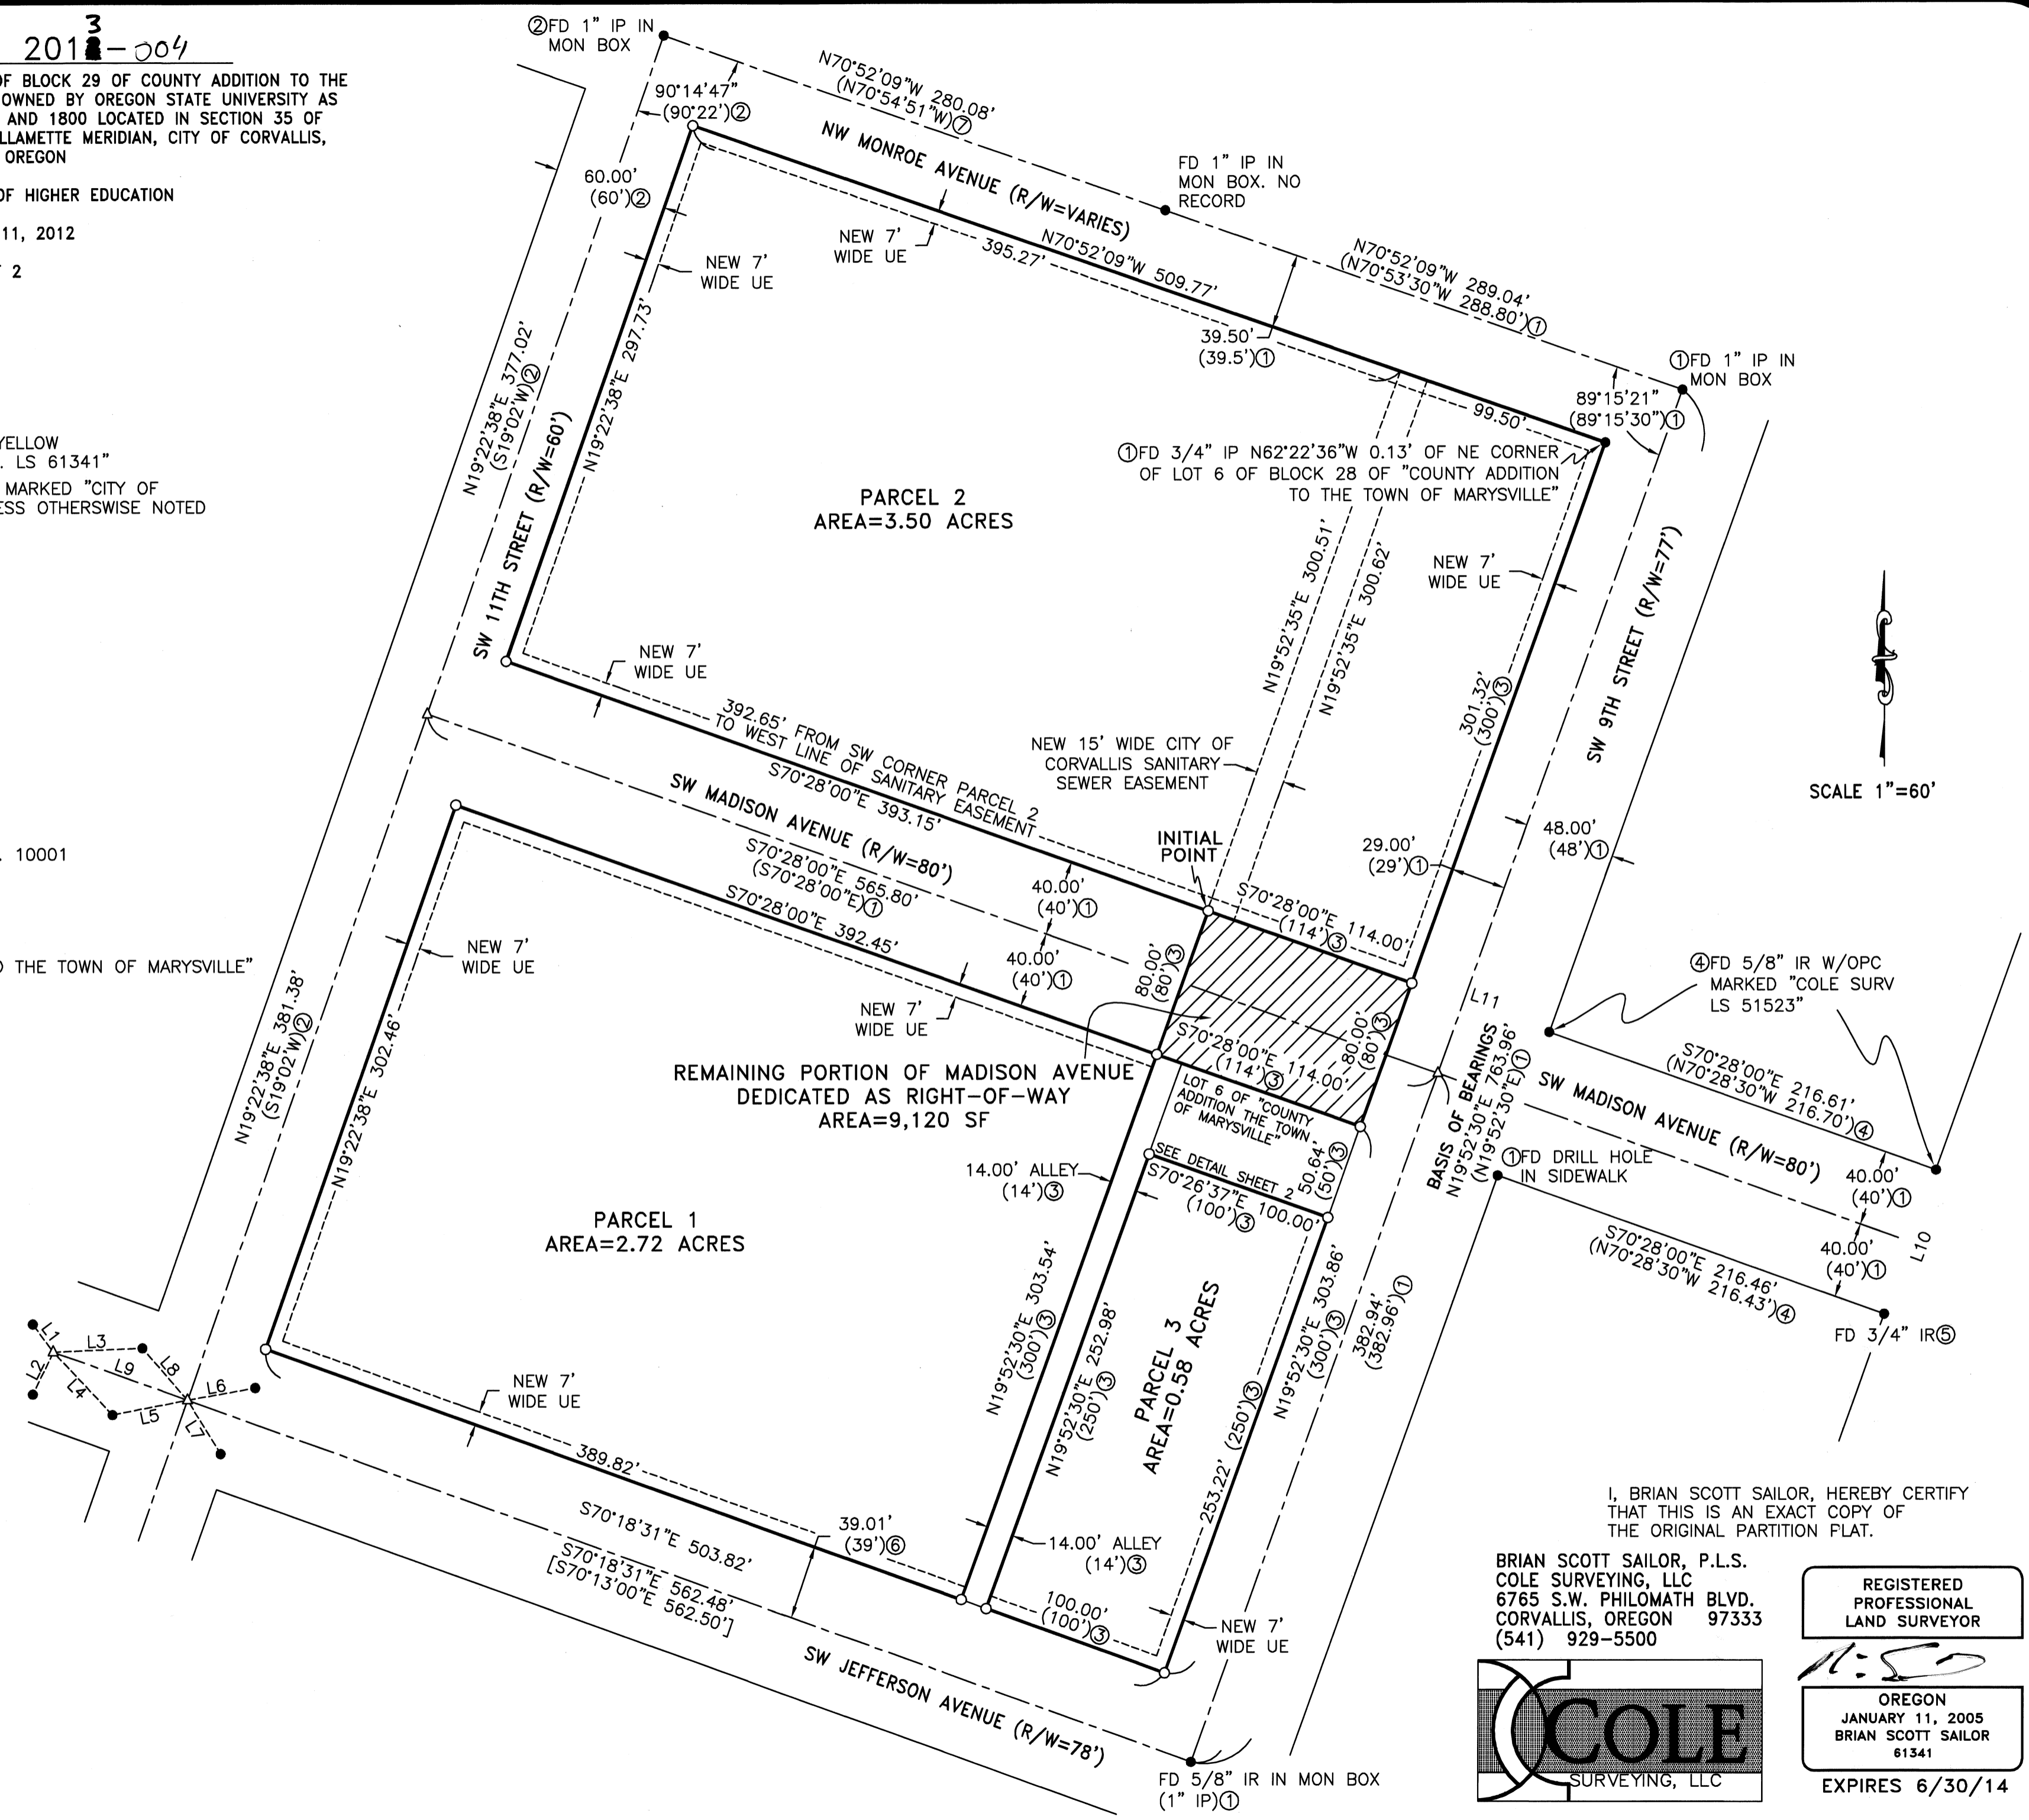 2013-004
OF BLOCK 29 OF COUNTY ADDITION TO THE
OWNED BY OREGON STATE UNIVERSITY AS
AND 1800 LOCATED IN SECTION 35 OF
LLAMETTE MERIDIAN, CITY OF CORVALLIS,
OREGON
OF HIGHER EDUCATION
11, 2012
2
YELLOW
. LS 61341"
MARKED "CITY OF
ESS OTHERSWISE NOTED
. 10001
THE TOWN OF MARYSVILLE"
②FD 1" IP IN
MON BOX
90°14'47"
(90°22')②
N70°52'09"W 280.08'
(N70°54'51"W)⑦
NW MONROE AVENUE (R/W=VARIES)
FD 1" IP IN
MON BOX. NO
RECORD
60.00'
(60')②
NEW 7'
WIDE UE
NEW 7'
WIDE UE
N70°52'09"W 509.77'
395.27'
N70°52'09"W 289.04'
(N70°53'30"W 288.80')①
39.50'
(39.5')①
99.50'
①FD 1" IP IN
MON BOX
89°15'21"
(89°15'30")①
①FD 3/4" IP N62°22'36"W 0.13' OF NE CORNER
OF LOT 6 OF BLOCK 28 OF "COUNTY ADDITION
TO THE TOWN OF MARYSVILLE"
N19°22'38"E 377.02'
(S19°02'W)②
SW 11TH STREET (R/W=60')
N19°22'38"E 297.73'
PARCEL 2
AREA=3.50 ACRES
N19°52'35"E 300.51'
N19°52'35"E 300.62'
NEW 7'
WIDE UE
301.32'
(300')③
SW 9TH STREET (R/W=77')
SCALE 1"=60'
NEW 7'
WIDE UE
392.65' FROM SW CORNER PARCEL 2
TO WEST LINE OF SANITARY EASEMENT
S70°28'00"E 393.15'
NEW 15' WIDE CITY OF
CORVALLIS SANITARY
SEWER EASEMENT
SW MADISON AVENUE (R/W=80')
S70°28'00"E 565.80'
(S70°28'00"E)①
S70°28'00"E 392.45'
INITIAL
POINT
40.00'
(40')①
40.00'
(40')①
29.00'
(29')①
48.00'
(48')①
S70°28'00"E 114.00'
(114')③
80.00'
(80')③
80.00'
(80')③
S70°28'00"E 114.00'
(114')③
NEW 7'
WIDE UE
NEW 7'
WIDE UE
REMAINING PORTION OF MADISON AVENUE
DEDICATED AS RIGHT-OF-WAY
AREA=9,120 SF
LOT 6 OF "COUNTY
ADDITION THE TOWN
OF MARYSVILLE"
L11
④FD 5/8" IR W/OPC
MARKED "COLE SURV
LS 51523"
BASIS OF BEARINGS
N19°52'30"E 763.96'
(N19°52'30"E)①
S70°28'00"E 216.61'
(N70°28'30"W 216.70')④
SW MADISON AVENUE (R/W=80')
①FD DRILL HOLE
IN SIDEWALK
40.00'
(40')①
L10
40.00'
(40')①
S70°28'00"E 216.46'
(N70°28'30"W 216.43')④
FD 3/4" IR⑤
N19°22'38"E 381.38'
(S19°02'W)②
N19°22'38"E 302.46'
PARCEL 1
AREA=2.72 ACRES
14.00' ALLEY
(14')③
SEE DETAIL SHEET 2
S70°26'37"E 100.00'
(100')③
50.64'
(50')③
N19°52'30"E 303.54'
(300')③
N19°52'30"E 252.98'
(250')③
PARCEL 3
AREA=0.58 ACRES
253.22' (250')③
N19°52'30"E 303.86'
(300')③
382.94'
(382.96')①
L1
L2
L3
L4
L9
L8
L5
L6
L7
NEW 7'
WIDE UE
389.82'
S70°18'31"E 503.82'
S70°18'31"E 562.48'
[S70°13'00"E 562.50']
39.01'
(39')⑥
14.00' ALLEY
(14')③
100.00'
(100')③
NEW 7'
WIDE UE
SW JEFFERSON AVENUE (R/W=78')
FD 5/8" IR IN MON BOX
(1" IP)①
I, BRIAN SCOTT SAILOR, HEREBY CERTIFY
THAT THIS IS AN EXACT COPY OF
THE ORIGINAL PARTITION FLAT.
BRIAN SCOTT SAILOR, P.L.S.
COLE SURVEYING, LLC
6765 S.W. PHILOMATH BLVD.
CORVALLIS, OREGON 97333
(541) 929-5500
COLE
SURVEYING, LLC
REGISTERED
PROFESSIONAL
LAND SURVEYOR
OREGON
JANUARY 11, 2005
BRIAN SCOTT SAILOR
61341
EXPIRES 6/30/14